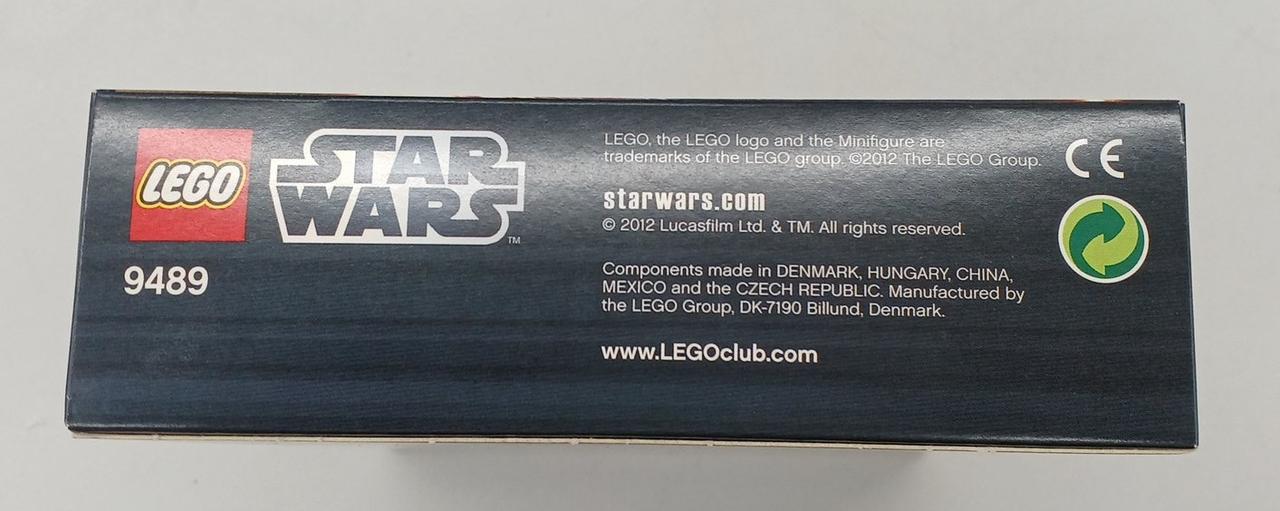 LEGO
STAR
WARS
TM
9489
LEGO, the LEGO logo and the Minifigure are
trademarks of the LEGO group. ©2012 The LEGO Group.
starwars.com
© 2012 Lucasfilm Ltd. & TM. All rights reserved.
Components made in DENMARK, HUNGARY, CHINA,
MEXICO and the CZECH REPUBLIC. Manufactured by
the LEGO Group, DK-7190 Billund, Denmark.
www.LEGOclub.com
CE